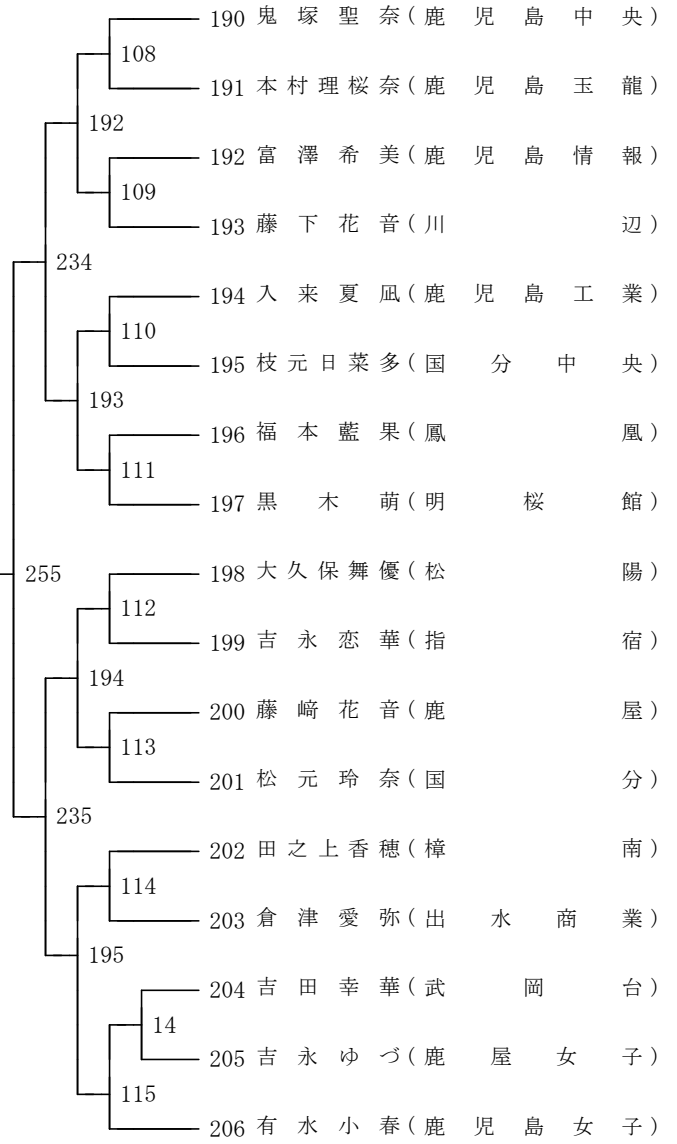 190 鬼塚聖奈(鹿児島中央)
108
191 本村理桜奈(鹿児島玉龍)
192
192 富澤希美(鹿児島情報)
109
193 藤下花音(川辺)
234
194 入来夏凪(鹿児島工業)
110
195 枝元日菜多(国分中央)
193
196 福本藍果(鳳凰)
111
197 黒木萌(明桜館)
255
198 大久保舞優(松陽)
112
199 吉永恋華(指宿)
194
200 藤﨑花音(鹿屋)
113
201 松元玲奈(国分)
235
202 田之上香穂(樟南)
114
203 倉津愛弥(出水商業)
195
204 吉田幸華(武岡台)
14
205 吉永ゆづ(鹿屋女子)
115
206 有水小春(鹿児島女子)